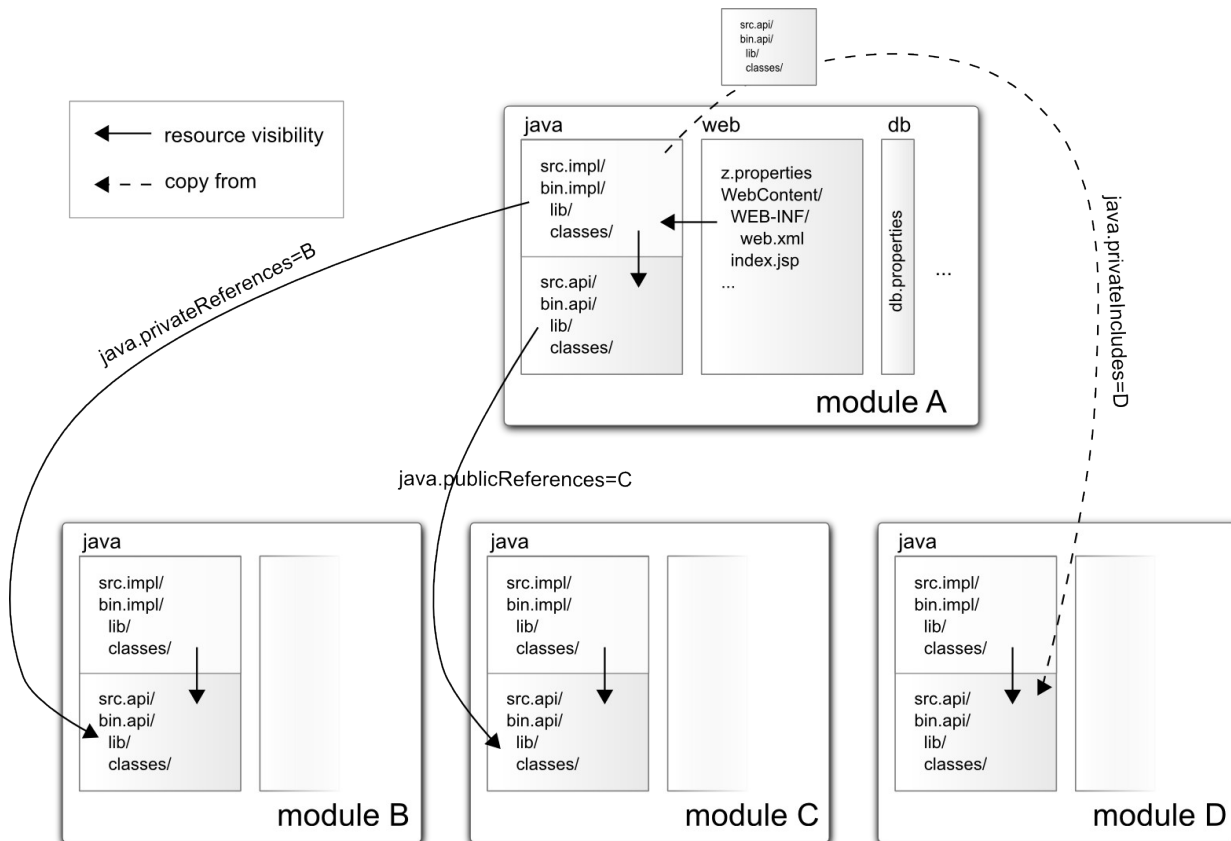 src.api/
bin.api/
lib/
classes/
resource visibility
copy from
java
web
db
src.impl/
bin.impl/
lib/
classes/
src.api/
bin.api/
lib/
classes/
z.properties
WebContent/
WEB-INF/
web.xml
index.jsp
...
db.properties
...
module A
java.privateReferences=B
java.publicReferences=C
java.privateIncludes=D
java
src.impl/
bin.impl/
lib/
classes/
src.api/
bin.api/
lib/
classes/
module B
java
src.impl/
bin.impl/
lib/
classes/
src.api/
bin.api/
lib/
classes/
module C
java
src.impl/
bin.impl/
lib/
classes/
src.api/
bin.api/
lib/
classes/
module D